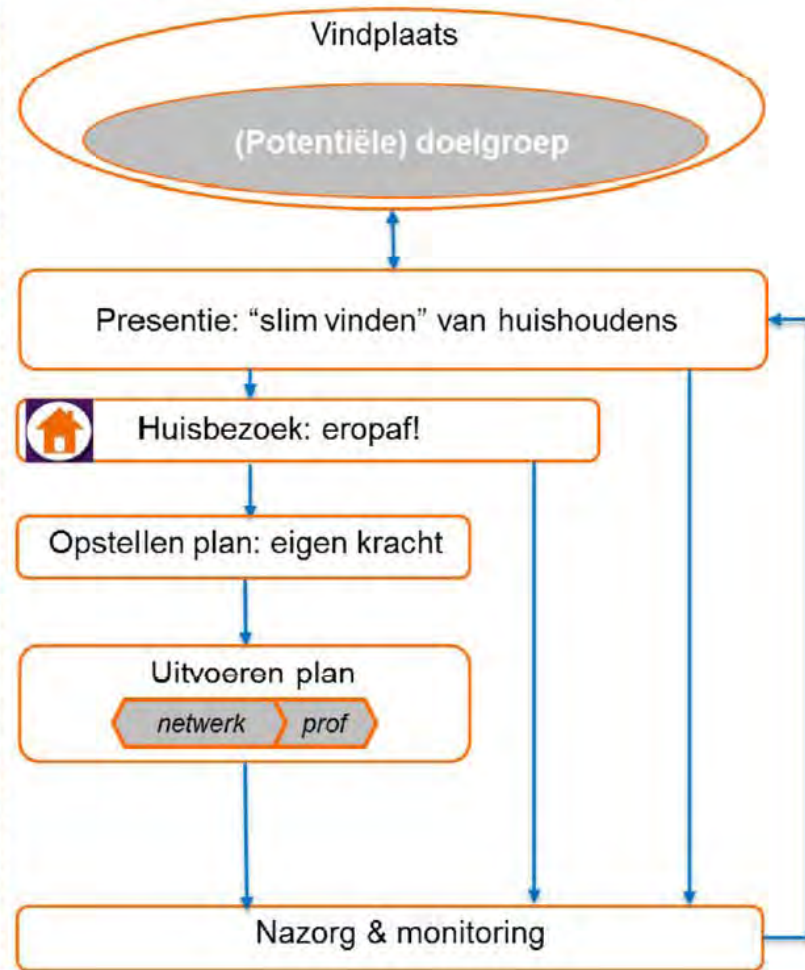 Vindplaats
(Potentiële) doelgroep
Presentie: “slim vinden” van huishoudens
Huisbezoek: eropaf!
Opstellen plan: eigen kracht
Uitvoeren plan
netwerk prof
Nazorg & monitoring